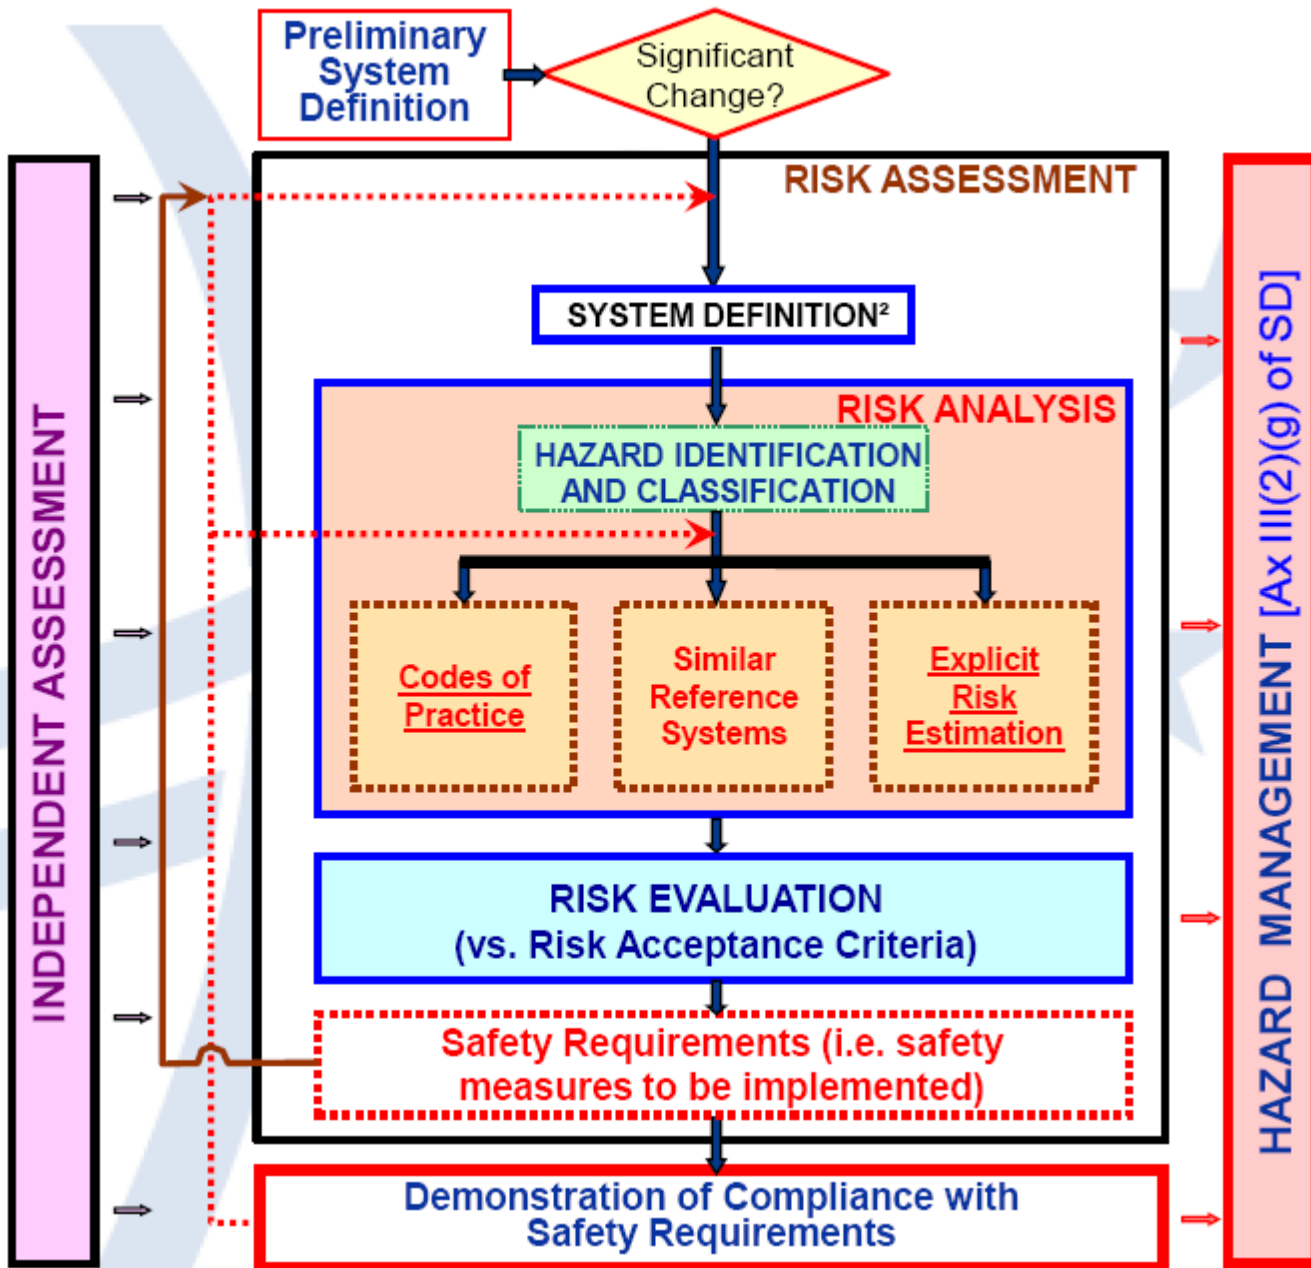 Preliminary
System
Definition
Significant
Change?
RISK ASSESSMENT
SYSTEM DEFINITION²
RISK ANALYSIS
HAZARD IDENTIFICATION
AND CLASSIFICATION
Codes of
Practice
Similar
Reference
Systems
Explicit
Risk
Estimation
RISK EVALUATION
(vs. Risk Acceptance Criteria)
Safety Requirements (i.e. safety
measures to be implemented)
Demonstration of Compliance with
Safety Requirements
INDEPENDENT ASSESSMENT
HAZARD MANAGEMENT [Ax III(2)(g) of SD]